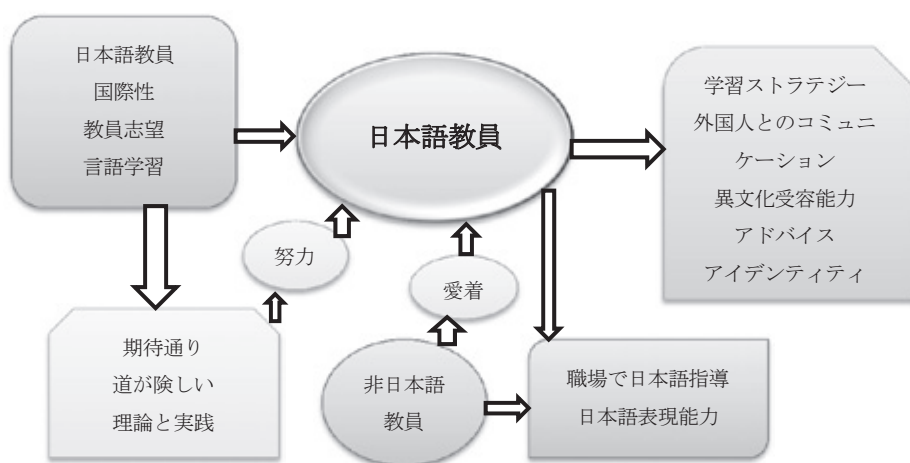 日本語教員
国際性
教員志望
言語学習
日本語教員
学習ストラテジー
外国人とのコミュニ
ケーション
異文化受容能力
アドバイス
アイデンティティ
努力
愛着
期待通り
道が険しい
理論と実践
非日本語
教員
職場で日本語指導
日本語表現能力